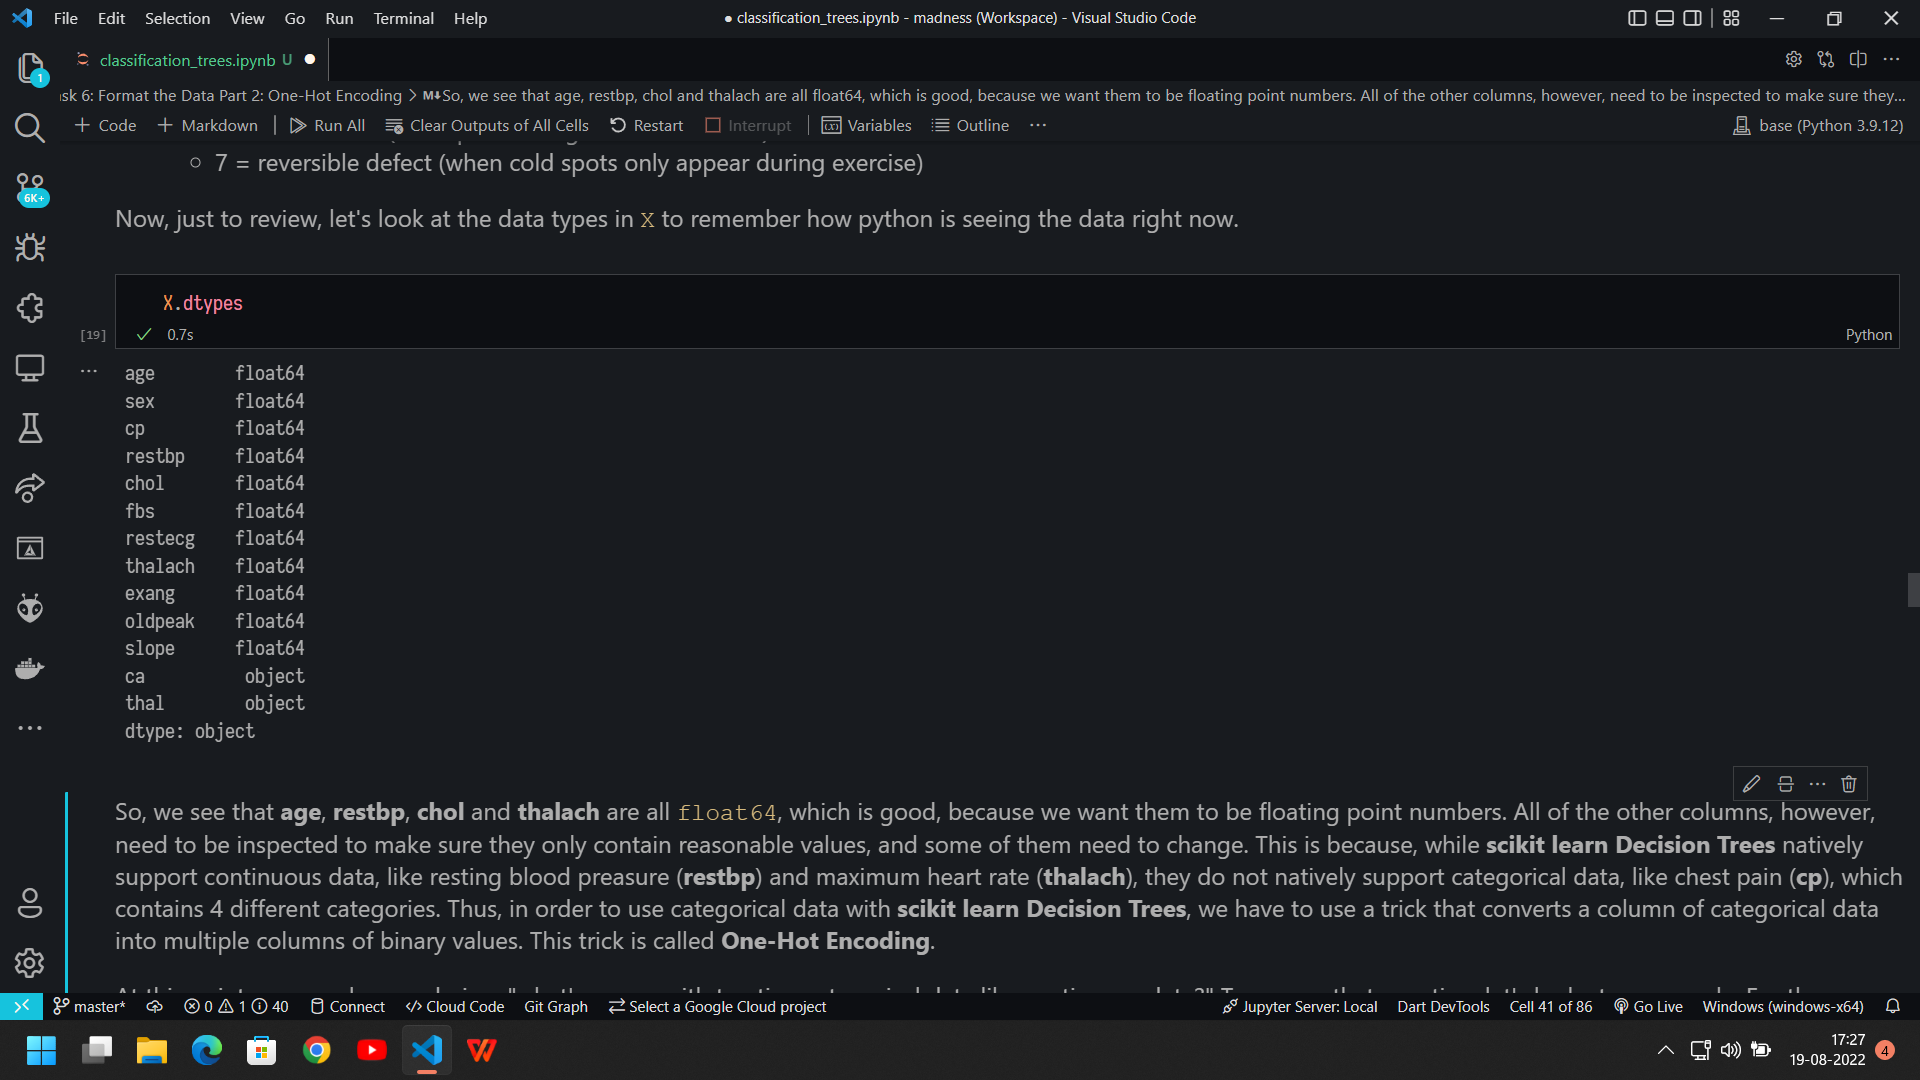 File Edit Selection View Go Run Terminal Help
● classification_trees.ipynb - madness (Workspace) - Visual Studio Code
classification_trees.ipynb U ●
1
sk 6: Format the Data Part 2: One-Hot Encoding > M↓So, we see that age, restbp, chol and thalach are all float64, which is good, because we want them to be floating point numbers. All of the other columns, however, need to be inspected to make sure they...
+ Code + Markdown Run All Clear Outputs of All Cells Restart Interrupt Variables Outline ...
base (Python 3.9.12)
7 = reversible defect (when cold spots only appear during exercise)
6K+
Now, just to review, let's look at the data types in X to remember how python is seeing the data right now.
X.dtypes
[19] ✓ 0.7s
Python
... age float64
sex float64
cp float64
restbp float64
chol float64
fbs float64
restecg float64
thalach float64
exang float64
oldpeak float64
slope float64
ca object
thal object
dtype: object
So, we see that age, restbp, chol and thalach are all float64, which is good, because we want them to be floating point numbers. All of the other columns, however,
need to be inspected to make sure they only contain reasonable values, and some of them need to change. This is because, while scikit learn Decision Trees natively
support continuous data, like resting blood preasure (restbp) and maximum heart rate (thalach), they do not natively support categorical data, like chest pain (cp), which
contains 4 different categories. Thus, in order to use categorical data with scikit learn Decision Trees, we have to use a trick that converts a column of categorical data
into multiple columns of binary values. This trick is called One-Hot Encoding.
master* 0 1 40 Connect Cloud Code Git Graph Select a Google Cloud project
Jupyter Server: Local Dart DevTools Cell 41 of 86 Go Live Windows (windows-x64)
17:27
19-08-2022
4